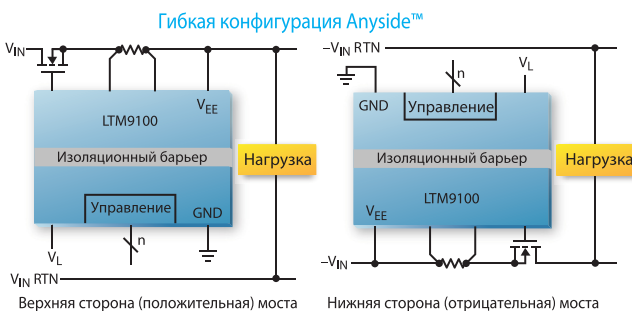 Гибкая конфигурация Anyside™
VIN
VEE
LTM9100
Изоляционный барьер
Нагрузка
Управление
GND
VL
n
VIN RTN
Верхняя сторона (положительная) моста
–VIN RTN
n
VL
GND
Управление
Изоляционный барьер
Нагрузка
LTM9100
VEE
–VIN
Нижняя сторона (отрицательная) моста